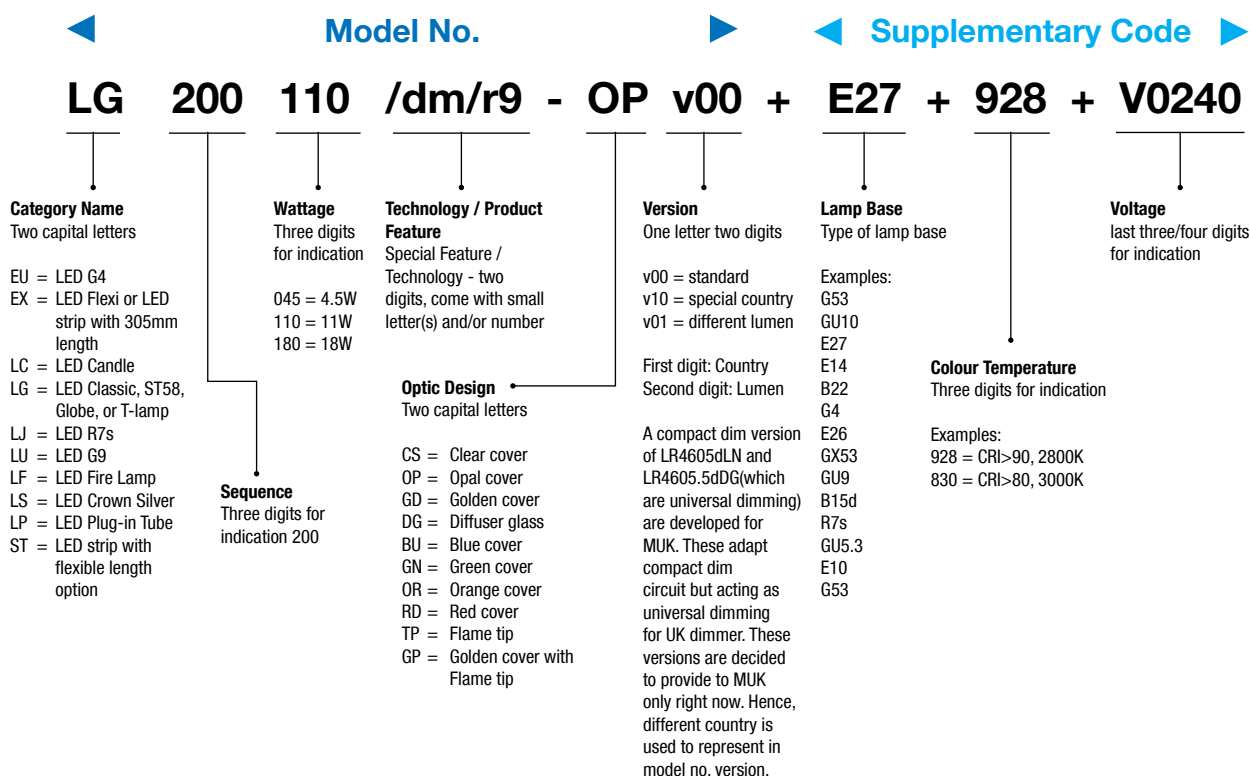 Model No.
Supplementary Code
LG 200 110 /dm/r9 - OP v00 + E27 + 928 + V0240
Category Name
Two capital letters
EU = LED G4
EX = LED Flexi or LED
strip with 305mm
length
LC = LED Candle
LG = LED Classic, ST58,
Globe, or T-lamp
LJ = LED R7s
LU = LED G9
LF = LED Fire Lamp
LS = LED Crown Silver
LP = LED Plug-in Tube
ST = LED strip with
flexible length
option
Sequence
Three digits for
indication 200
Wattage
Three digits
for indication
045 = 4.5W
110 = 11W
180 = 18W
Technology / Product
Feature
Special Feature /
Technology - two
digits, come with small
letter(s) and/or number
Optic Design
Two capital letters
CS = Clear cover
OP = Opal cover
GD = Golden cover
DG = Diffuser glass
BU = Blue cover
GN = Green cover
OR = Orange cover
RD = Red cover
TP = Flame tip
GP = Golden cover with
Flame tip
Version
One letter two digits
v00 = standard
v10 = special country
v01 = different lumen
First digit: Country
Second digit: Lumen
A compact dim version
of LR4605dLN and
LR4605.5dDG(which
are universal dimming)
are developed for
MUK. These adapt
compact dim
circuit but acting as
universal dimming
for UK dimmer. These
versions are decided
to provide to MUK
only right now. Hence,
different country is
used to represent in
model no. version.
Lamp Base
Type of lamp base
Examples:
G53
GU10
E27
E14
B22
G4
E26
GX53
GU9
B15d
R7s
GU5.3
E10
G53
Colour Temperature
Three digits for indication
Examples:
928 = CRI>90, 2800K
830 = CRI>80, 3000K
Voltage
last three/four digits
for indication